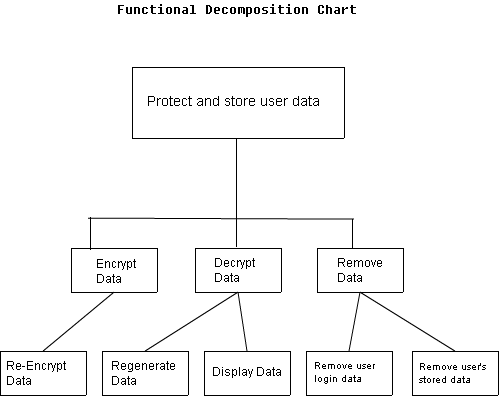 Functional Decomposition Chart
Protect and store user data
Encrypt
Data
Decrypt
Data
Remove
Data
Re-Encrypt
Data
Regenerate
Data
Display Data
Remove user
login data
Remove user's
stored data